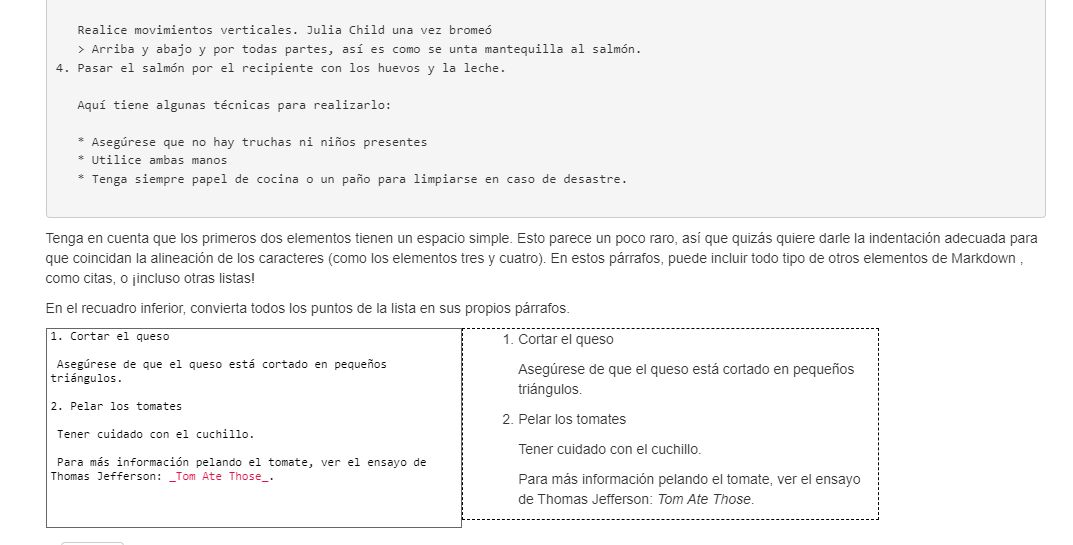 Realice movimientos verticales. Julia Child una vez bromeó
> Arriba y abajo y por todas partes, así es como se unta mantequilla al salmón.
4. Pasar el salmón por el recipiente con los huevos y la leche.
Aquí tiene algunas técnicas para realizarlo:
* Asegúrese que no hay truchas ni niños presentes
* Utilice ambas manos
* Tenga siempre papel de cocina o un paño para limpiarse en caso de desastre.
Tenga en cuenta que los primeros dos elementos tienen un espacio simple. Esto parece un poco raro, así que quizás quiere darle la indentación adecuada para
que coincidan la alineación de los caracteres (como los elementos tres y cuatro). En estos párrafos, puede incluir todo tipo de otros elementos de Markdown ,
como citas, o ¡incluso otras listas!
En el recuadro inferior, convierta todos los puntos de la lista en sus propios párrafos.
1. Cortar el queso
Asegúrese de que el queso está cortado en pequeños
triángulos.
2. Pelar los tomates
Tener cuidado con el cuchillo.
Para más información pelando el tomate, ver el ensayo de
Thomas Jefferson: _Tom Ate Those_.
1. Cortar el queso
Asegúrese de que el queso está cortado en pequeños
triángulos.
2. Pelar los tomates
Tener cuidado con el cuchillo.
Para más información pelando el tomate, ver el ensayo
de Thomas Jefferson: Tom Ate Those.